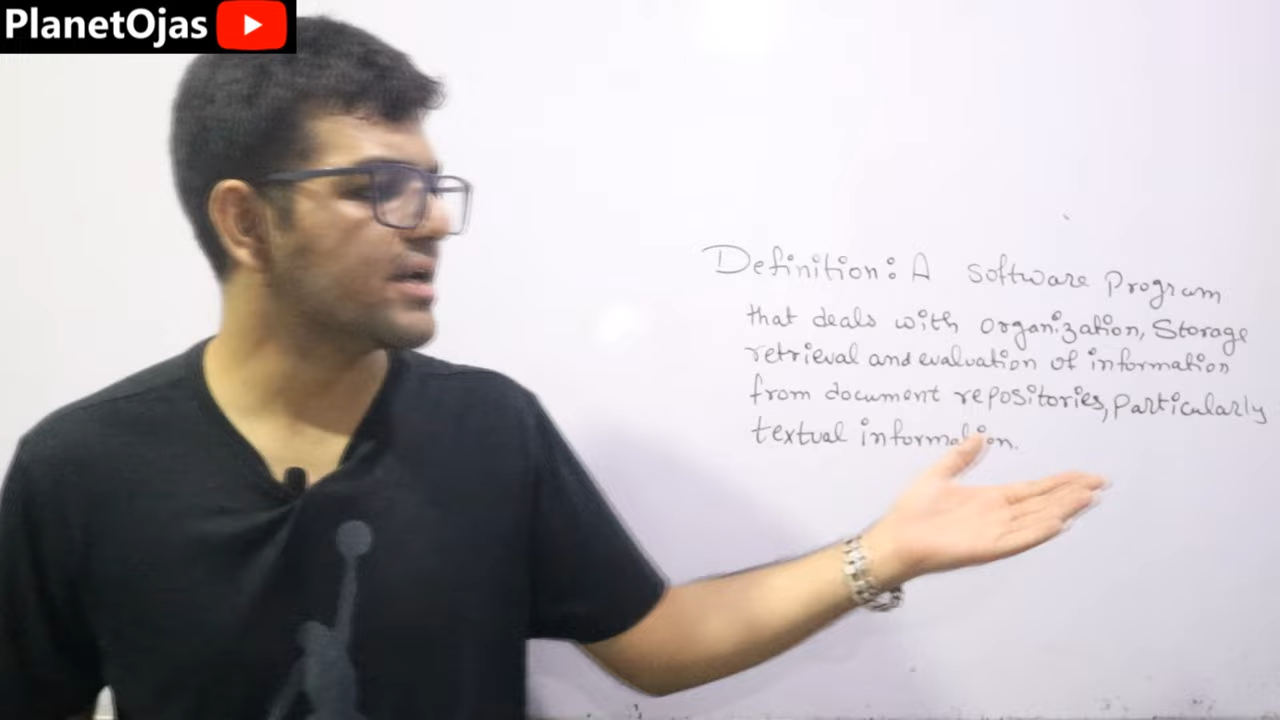 PlanetOjas
Definition: A software program
that deals with organization, Storage
retrieval and evaluation of information
from document repositories, particularly
textual information.